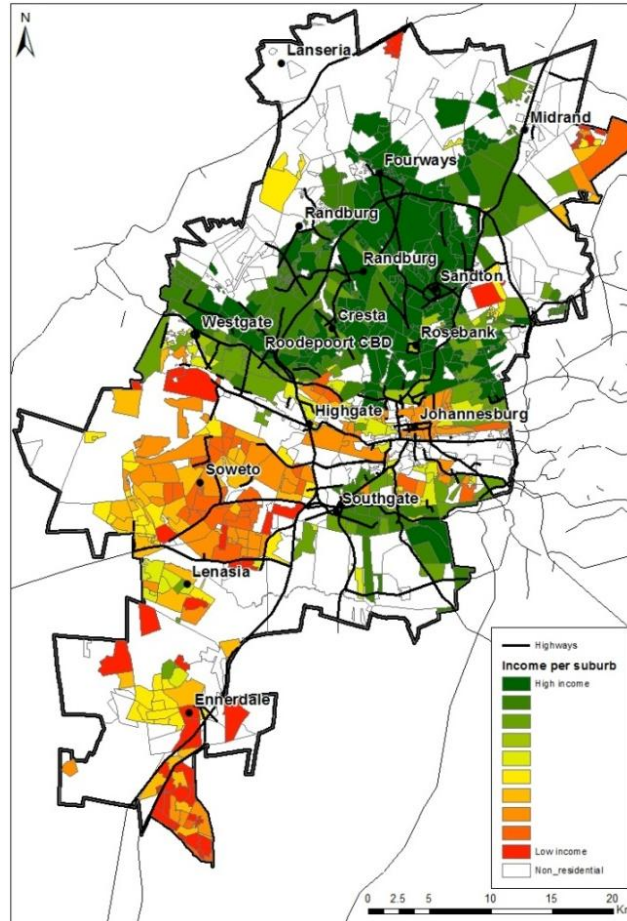 N
Lanseria
Midrand
Fourways
Randburg
Randburg
Sandton
Cresta
Westgate
Rosebank
Roodepoort CBD
Highgate
Johannesburg
Soweto
Southgate
Lenasia
Ennerdale
Highways
Income per suburb
High income
Low income
Non_residential
0 2.5 5 10 15 20
Km